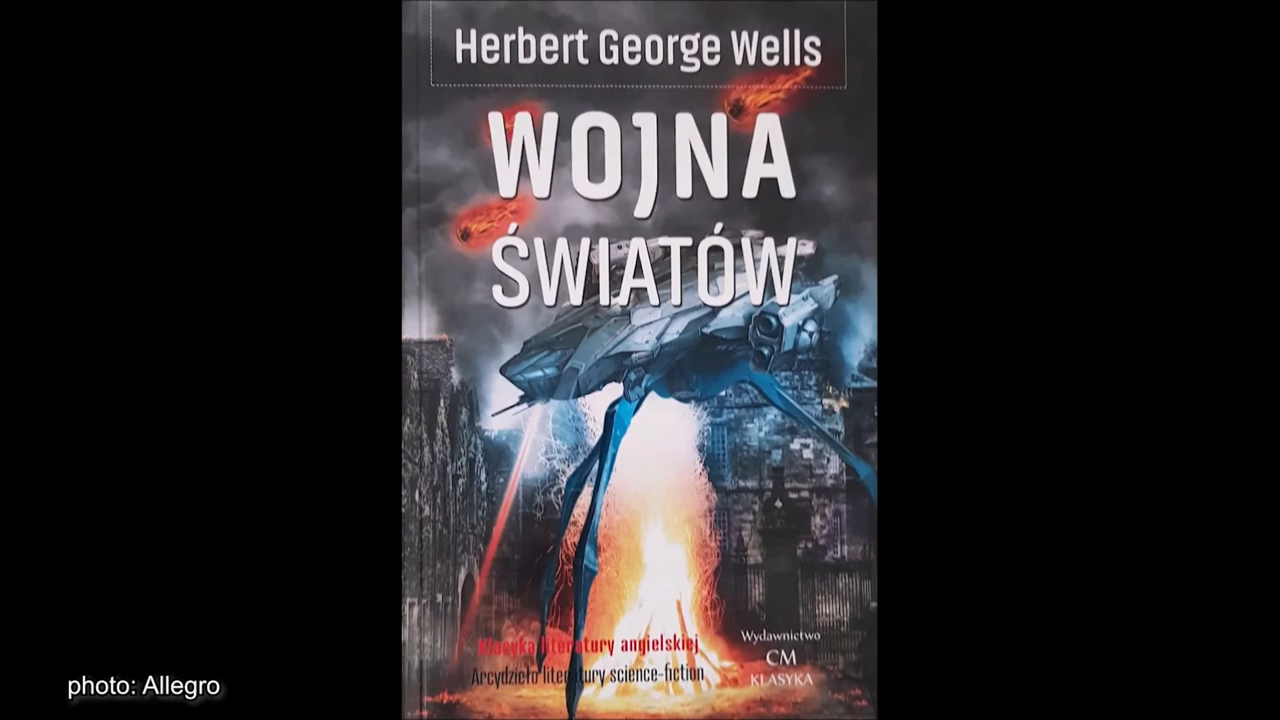 Herbert George Wells
WOJNA
ŚWIATÓW
Klasyka literatury angielskiej
Arcydzieło literatury science-fiction
Wydawnictwo
CM
KLASYKA
photo: Allegro